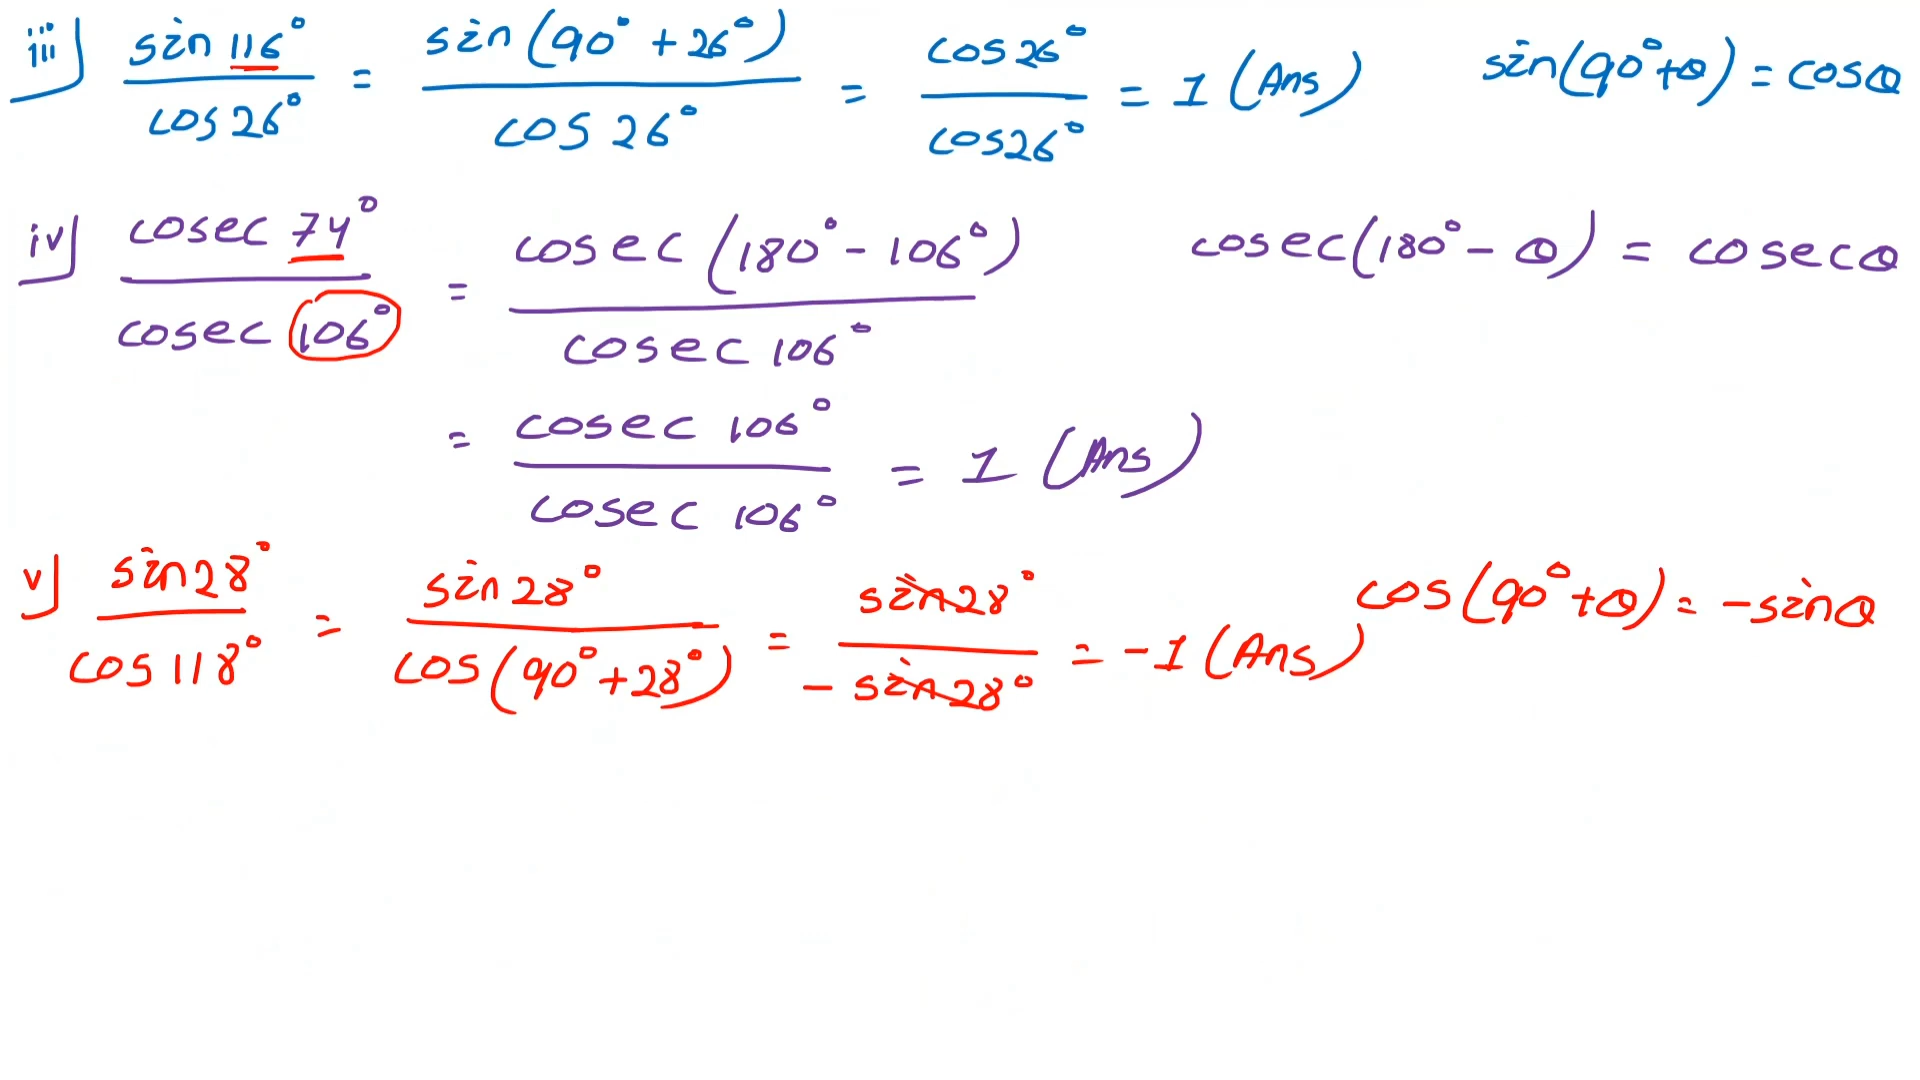 iii] sin 116° / cos 26° = sin (90° + 26°) / cos 26° = cos 26° / cos 26° = 1 (Ans) sin(90°+θ) = cosθ
iv] cosec 74° / cosec 106° = cosec (180° - 106°) / cosec 106° cosec(180° - θ) = cosecθ
= cosec 106° / cosec 106° = 1 (Ans)
v] sin 28° / cos 118° = sin 28° / cos (90° + 28°) = sin 28° / - sin 28° = -1 (Ans) cos (90° + θ) = - sinθ